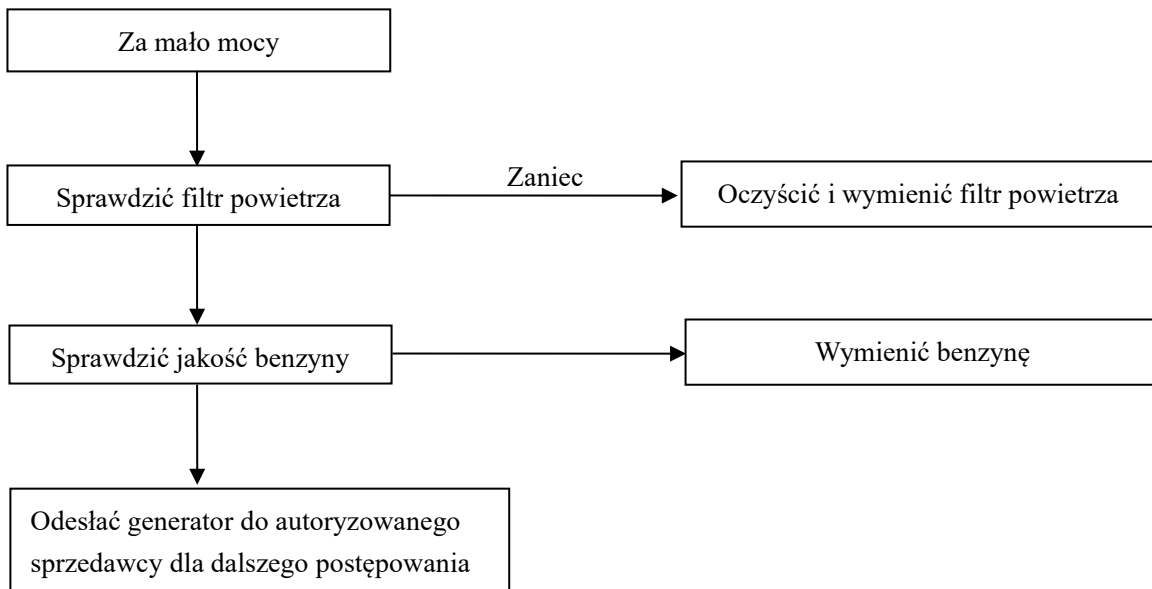 Za mało mocy
Sprawdzić filtr powietrza
Zaniec
Oczyścić i wymienić filtr powietrza
Sprawdzić jakość benzyny
Wymienić benzynę
Odesłać generator do autoryzowanego
sprzedawcy dla dalszego postępowania